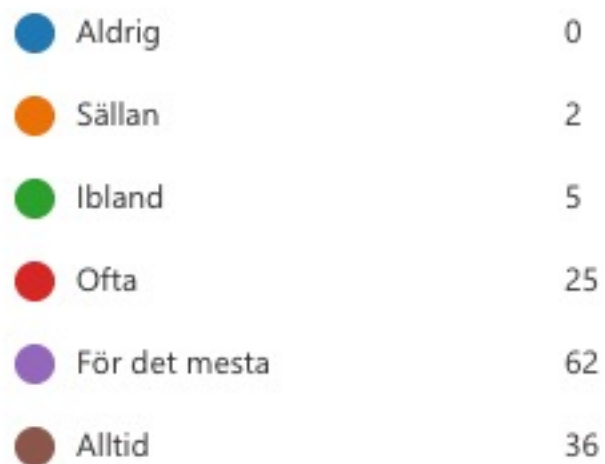 Aldrig 0
Sällan 2
Ibland 5
Ofta 25
För det mesta 62
Alltid 36